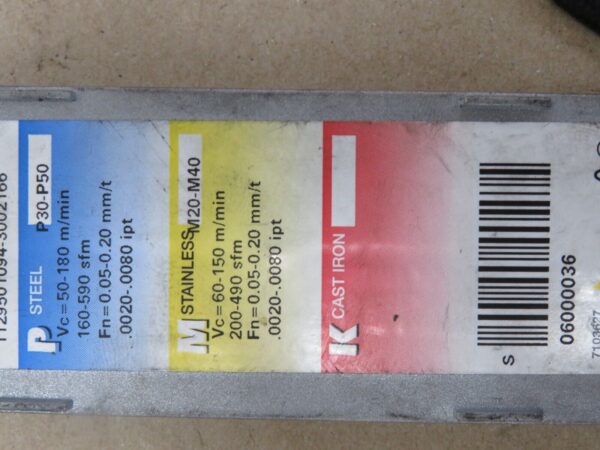 P STEEL P30-P50
Vc=50-180 m/min
160-590 sfm
Fn=0.05-0.20 mm/t
.0020-.0080 ipt
M STAINLESS M20-M40
Vc=60-150 m/min
200-490 sfm
Fn=0.05-0.20 mm/t
.0020-.0080 ipt
K CAST IRON
S
06000036